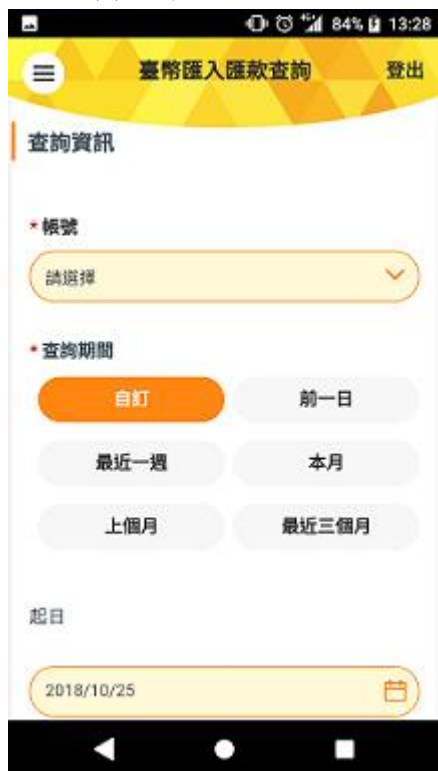 84% 13:28
臺幣匯入匯款查詢 登出
查詢資訊
*帳號
請選擇
*查詢期間
自訂 前一日
最近一週 本月
上個月 最近三個月
起日
2018/10/25